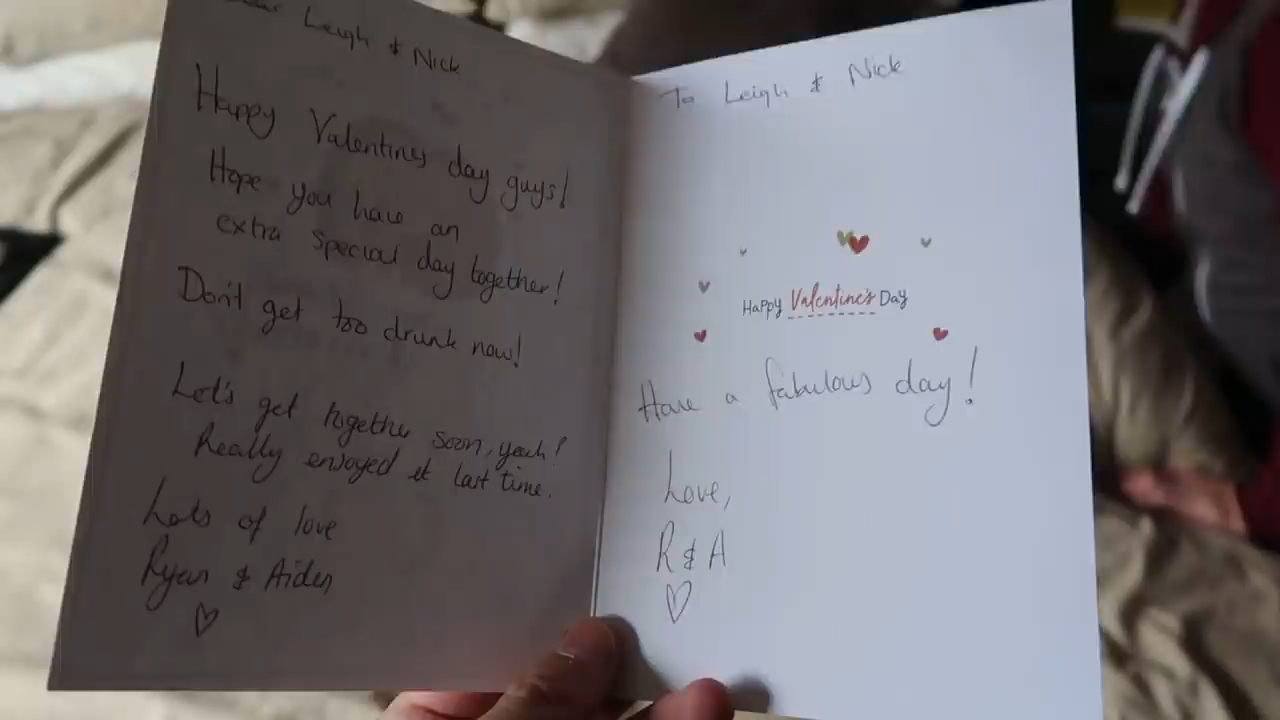 Dear Leigh & Nick
Happy Valentines day guys!
Hope you have an
extra special day together!
Don't get too drunk now!
Let's get together soon, yeah!
Really enjoyed it last time.
Lots of love
Ryan & Aiden
To Leigh & Nick
Happy Valentine's Day
Have a fabulous day!
Love,
R & A